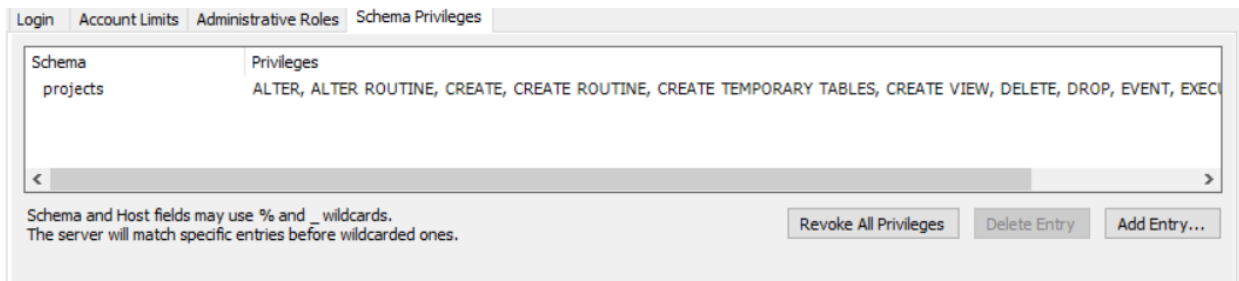 Login Account Limits Administrative Roles Schema Privileges
Schema Privileges
projects ALTER, ALTER ROUTINE, CREATE, CREATE ROUTINE, CREATE TEMPORARY TABLES, CREATE VIEW, DELETE, DROP, EVENT,
Schema and Host fields may use % and _ wildcards.
The server will match specific entries before wildcarded ones.
Revoke All Privileges Delete Entry Add Entry...